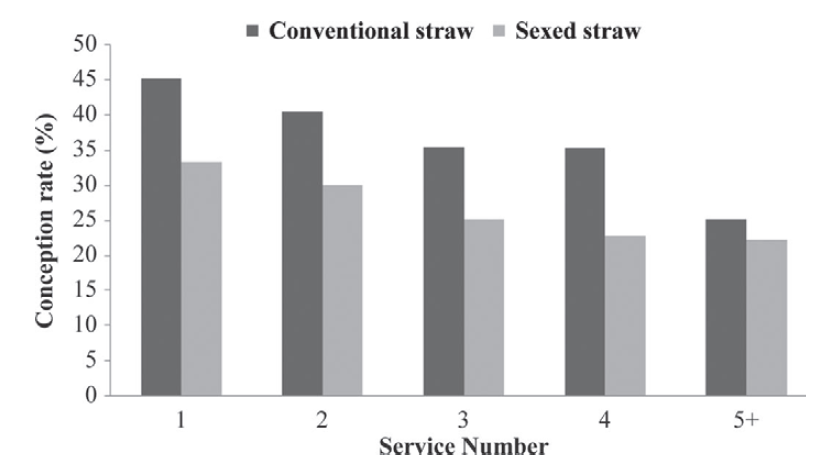 Conventional straw Sexed straw
50
45
40
35
30
25
20
15
10
5
0
Conception rate (%)
1 2 3 4 5+
Service Number